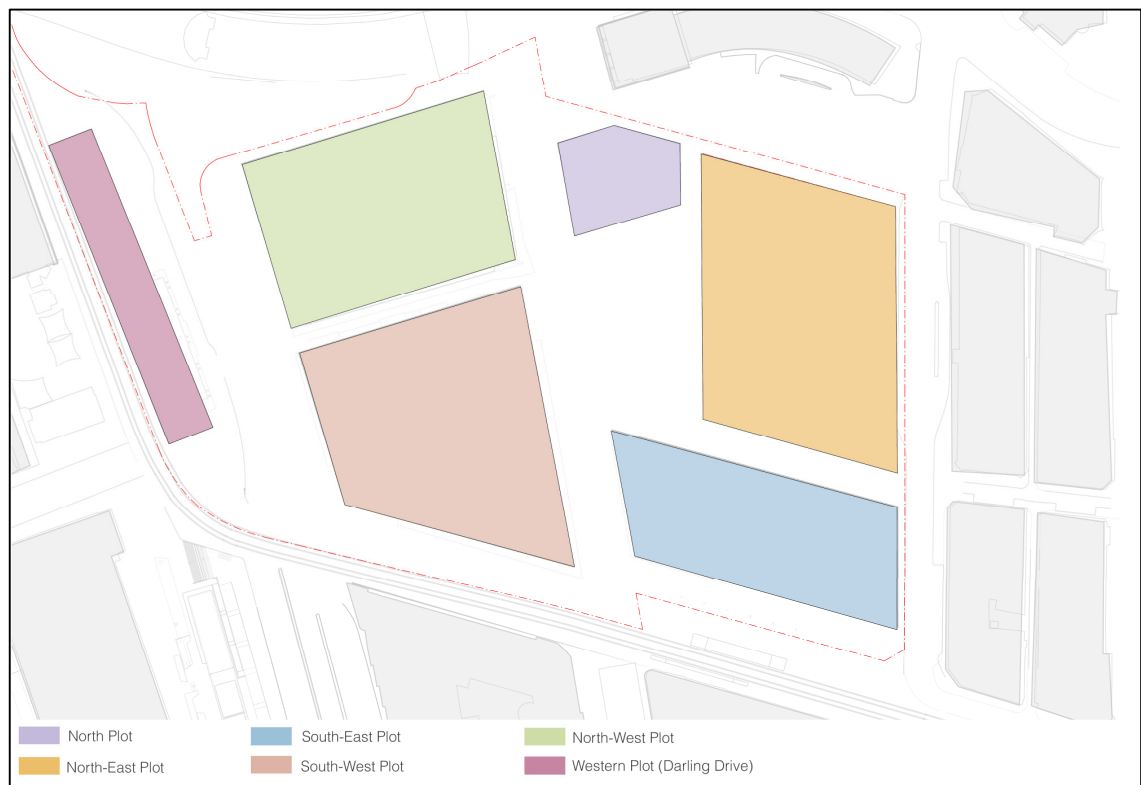 North Plot
South-East Plot
North-West Plot
North-East Plot
South-West Plot
Western Plot (Darling Drive)